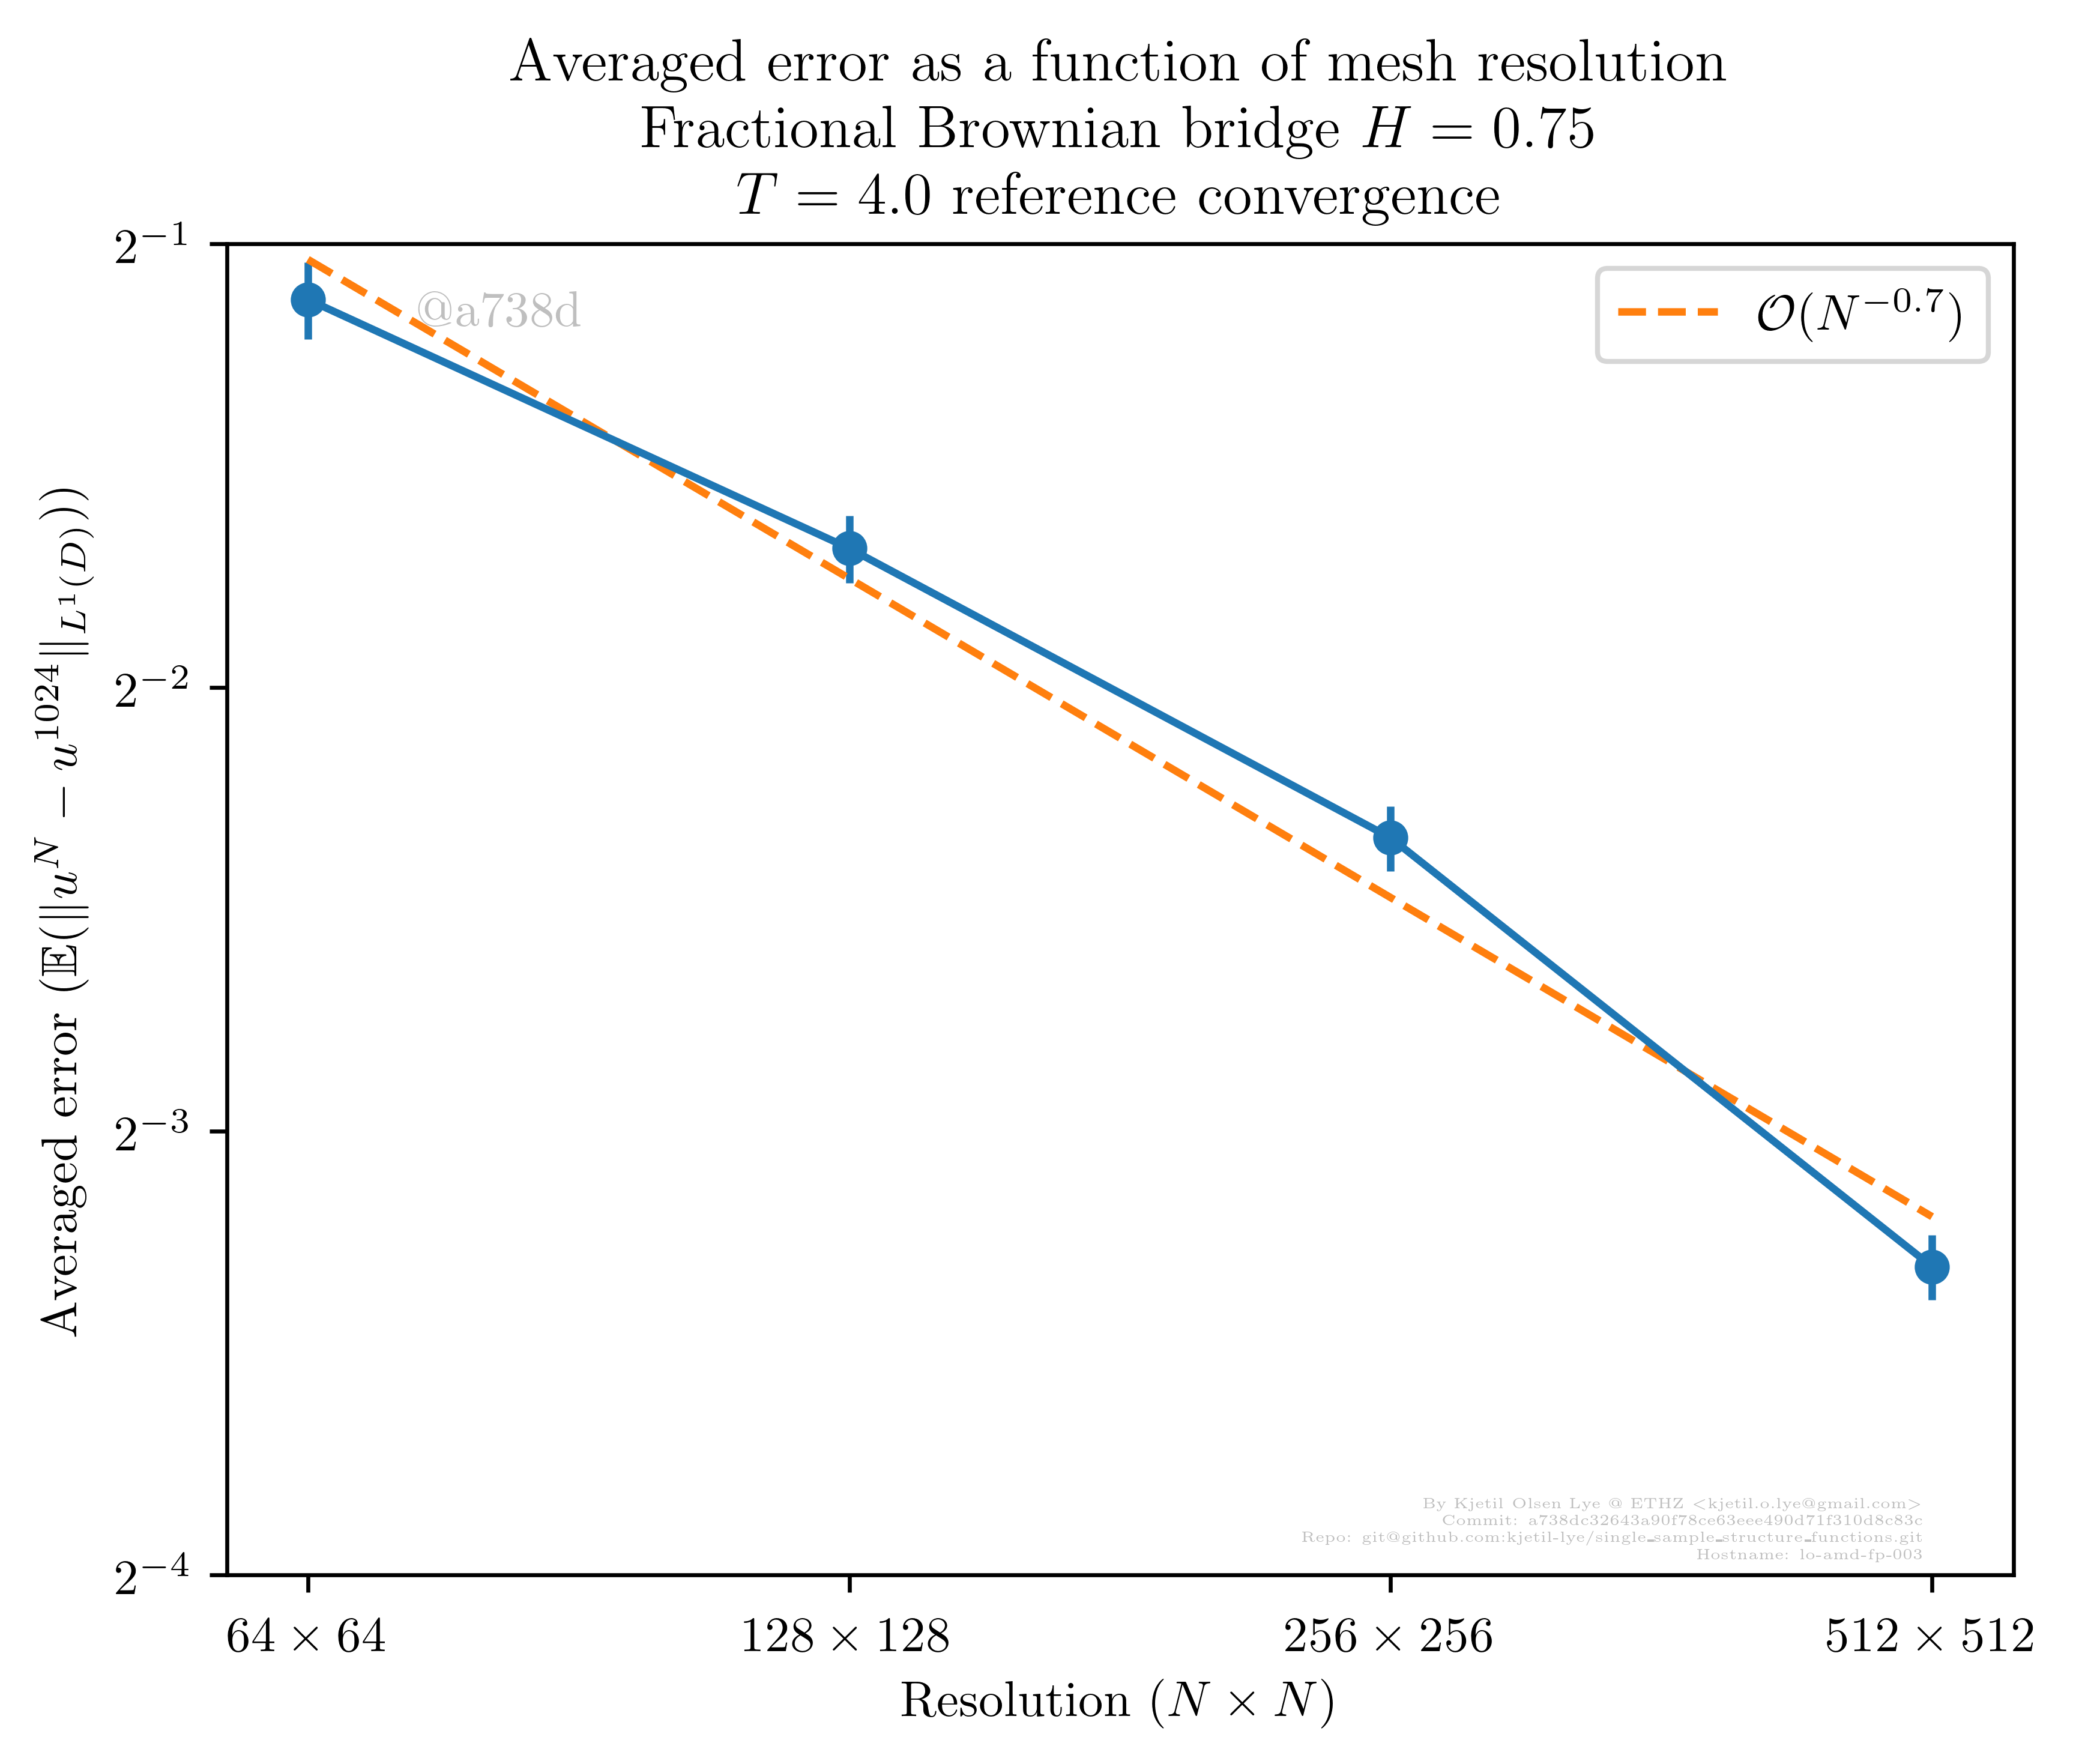 Averaged error as a function of mesh resolution
Fractional Brownian bridge H = 0.75
T = 4.0 reference convergence
2^{-1}
@a738d
O(N^{-0.7})
2^{-2}
Averaged error (𝔼(||u^N − u^{1024}||_{L^1(D)}))
2^{-3}
By Kjetil Olsen Lye @ ETHZ <kjetil.o.lye@gmail.com>
Commit: a738dc32643a90f78ce63eee490d71f310d8c83c
Repo: git@github.com:kjetil-lye/single_sample_structure_functions.git
Hostname: lo-amd-fp-003
2^{-4}
64 × 64 128 × 128 256 × 256 512 × 512
Resolution (N × N)